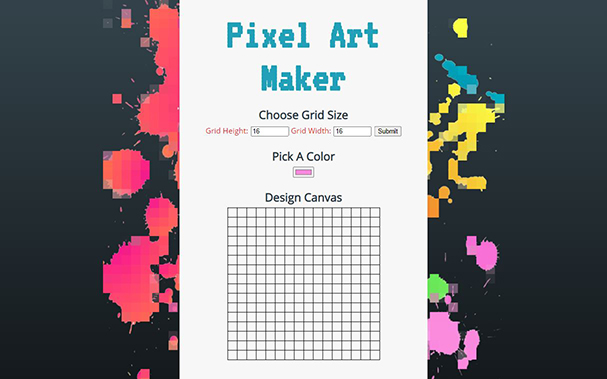 Pixel Art
Maker
Choose Grid Size
Grid Height: 16 Grid Width: 16 Submit
Pick A Color
Design Canvas